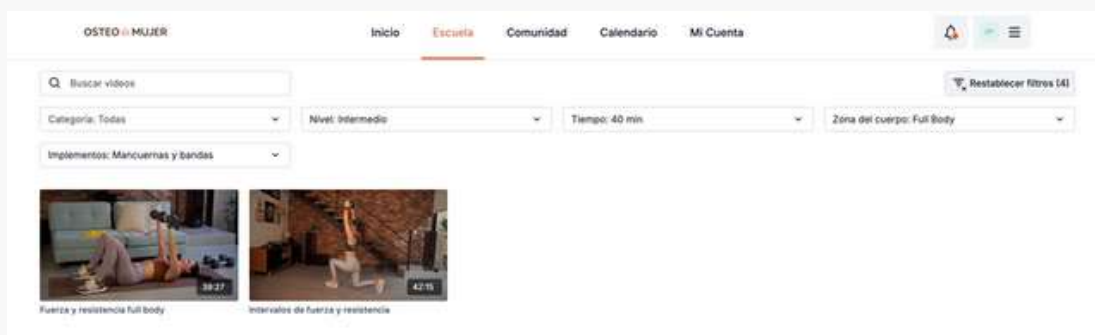 OSTEO MUJER
Inicio Escuela Comunidad Calendario Mi Cuenta
Buscar videos
Restablecer filtros (4)
Categoría: Todas
Nivel: Intermedio
Tiempo: 40 min
Zona del cuerpo: Full Body
Implementos: Mancuernas y bandas
39:27
42:15
Fuerza y resistencia full body
Intervalos de fuerza y resistencia